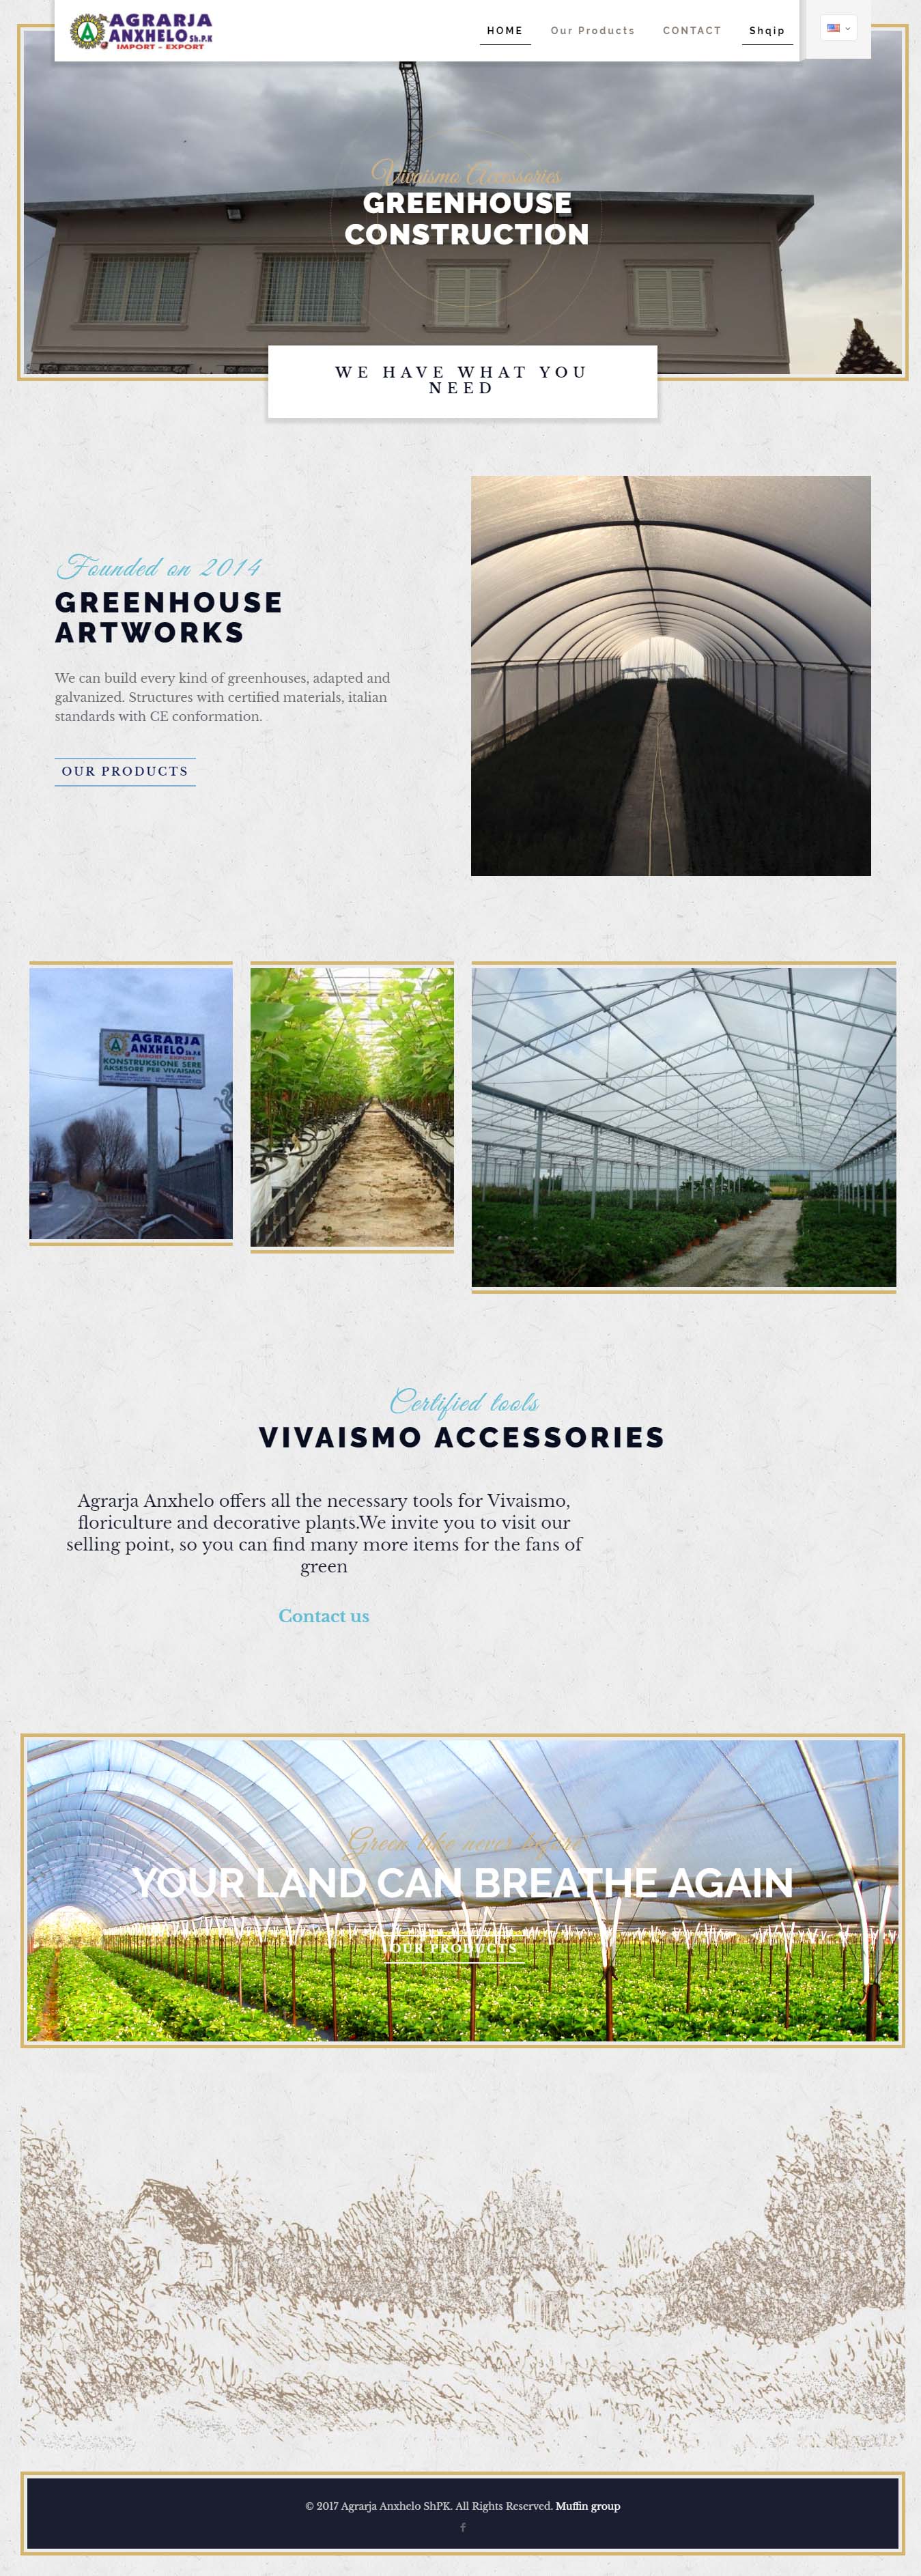 AGRARJA
ANXHELO Sh.P.K
IMPORT - EXPORT
HOME
Our Products
CONTACT
Shqip
Vivaismo Accessories
GREENHOUSE
CONSTRUCTION
WE HAVE WHAT YOU
NEED
Founded on 2014
GREENHOUSE
ARTWORKS
We can build every kind of greenhouses, adapted and
galvanized. Structures with certified materials, italian
standards with CE conformation.
OUR PRODUCTS
AGRARJA
ANXHELO Sh.P.K
IMPORT - EXPORT
KONSTRUKSIONE SERE
AKSESORE PER VIVAISMO
Certified tools
VIVAISMO ACCESSORIES
Agrarja Anxhelo offers all the necessary tools for Vivaismo,
floriculture and decorative plants.We invite you to visit our
selling point, so you can find many more items for the fans of
green
Contact us
Green like never before
YOUR LAND CAN BREATHE AGAIN
OUR PRODUCTS
© 2017 Agrarja Anxhelo ShPK. All Rights Reserved. Muffin group